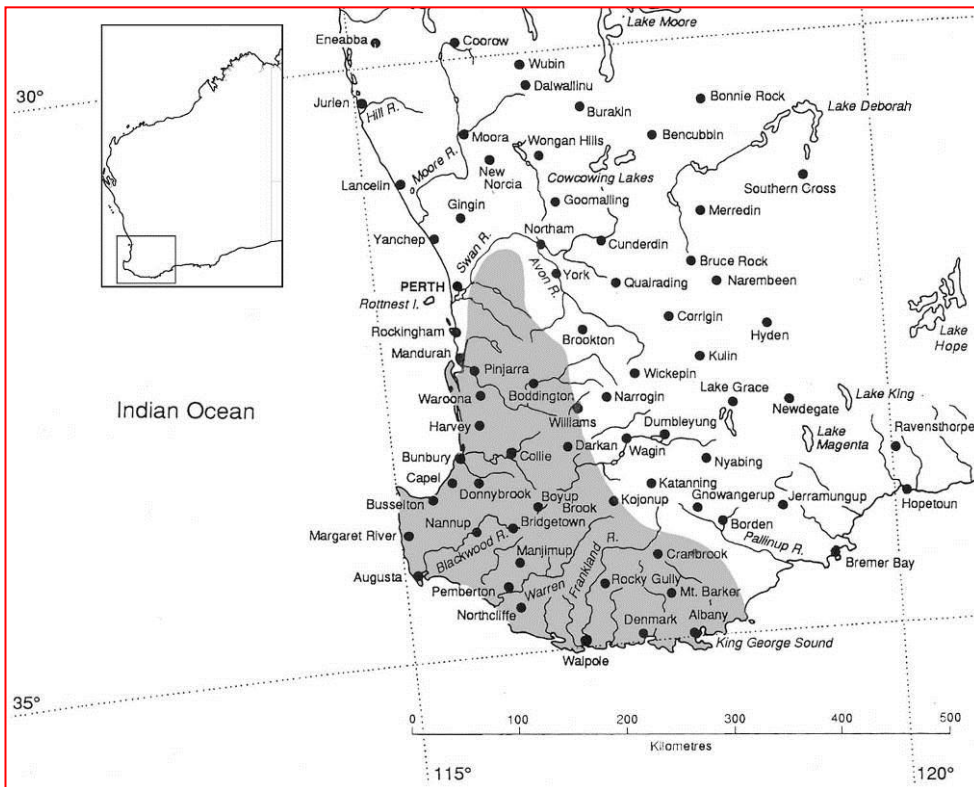 Lake Moore
Eneabba
Coorow
Wubin
Dalwallinu
30°
Jurien
Hill R.
Burakin
Bonnie Rock
Lake Deborah
Moora
Wongan Hills
Bencubbin
Moore R.
New
Norcia
Cowcowing Lakes
Southern Cross
Lancelin
Goomalling
Merredin
Gingin
Northam
Yanchep
Swan R.
Cunderdin
Bruce Rock
Avon R.
York
Quairading
Narembeen
PERTH
Rottnest I.
Corrigin
Hyden
Lake
Hope
Rockingham
Brookton
Mandurah
Kulin
Pinjarra
Wickepin
Lake Grace
Lake King
Waroona
Boddington
Narrogin
Newdegate
Indian Ocean
Williams
Dumbleyung
Lake
Magenta
Ravensthorpe
Harvey
Darkan
Wagin
Nyabing
Bunbury
Collie
Capel
Donnybrook
Katanning
Gnowangerup
Jerramungup
Busselton
Boyup
Brook
Kojonup
Borden
Hopetoun
Nannup
Bridgetown
Pallinup R.
Margaret River
Blackwood R.
Manjimup
Frankland R.
Cranbrook
Bremer Bay
Augusta
Pemberton
Warren
Rocky Gully
Mt. Barker
Northcliffe
Denmark
Albany
King George Sound
Walpole
35°
0 100 200 300 400 500
Kilometres
115°
120°